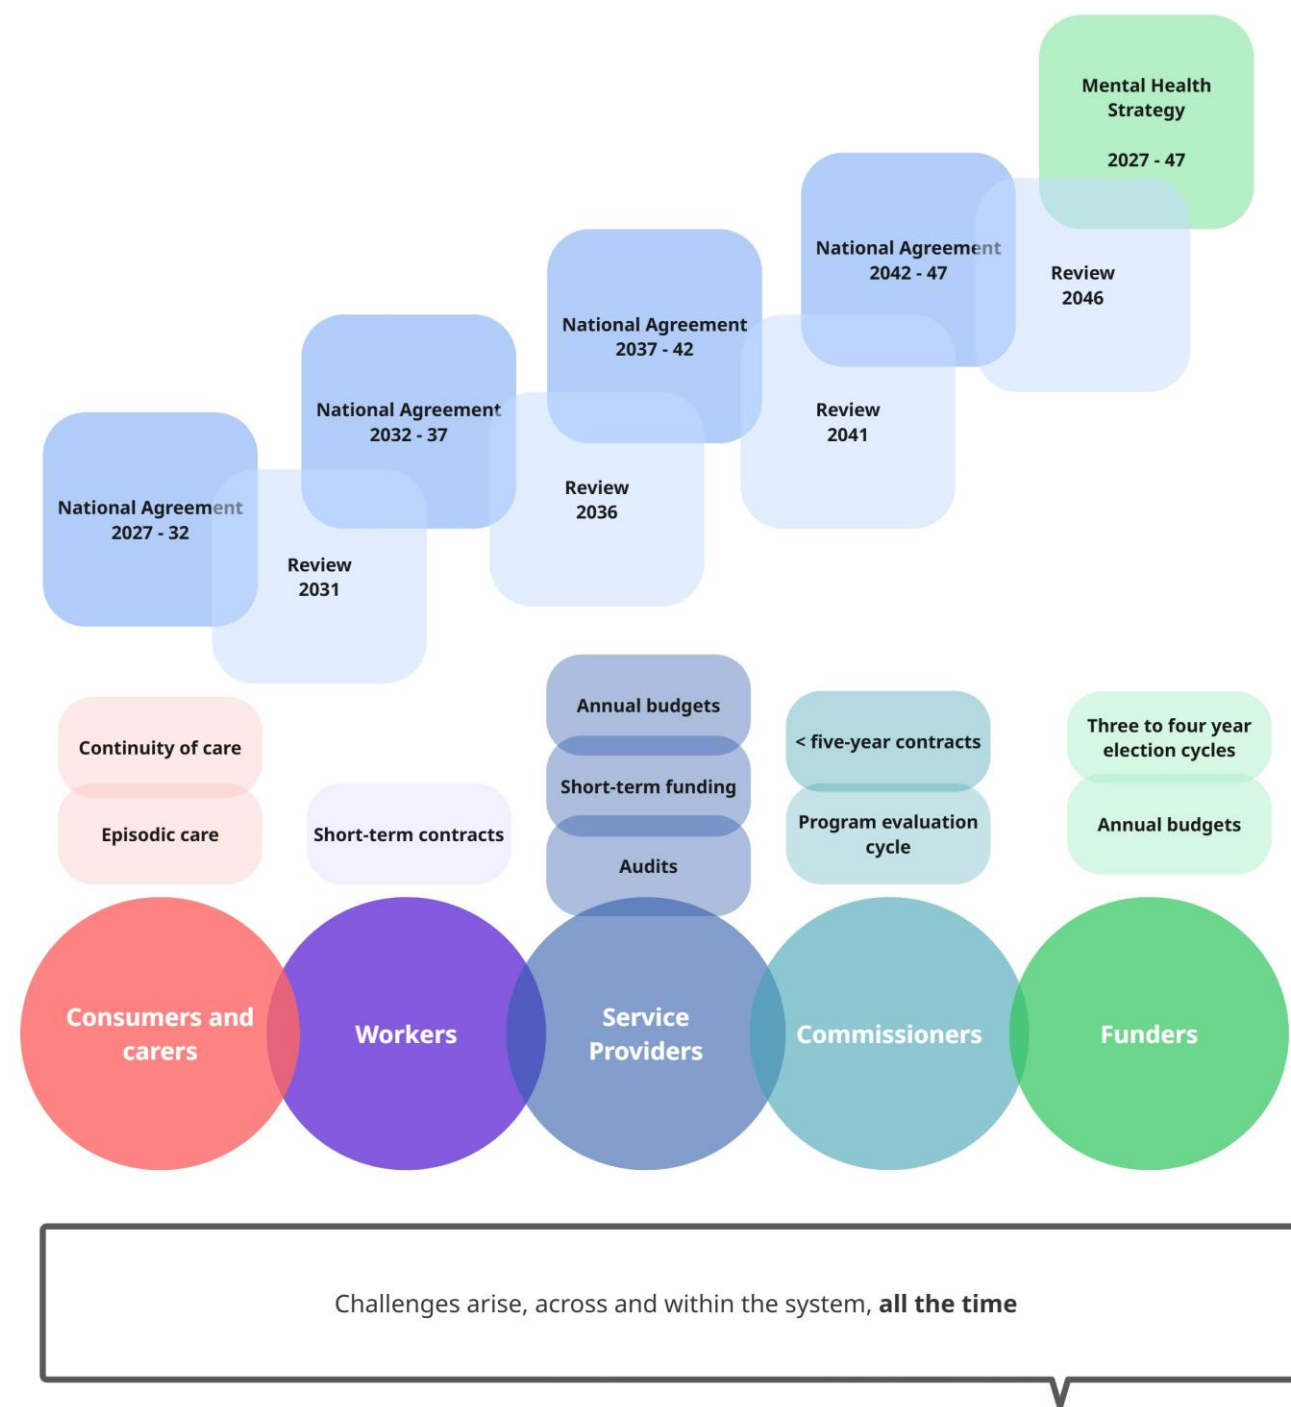 Mental Health
Strategy
2027 - 47
National Agreement
2042 - 47
Review
2046
National Agreement
2037 - 42
Review
2041
National Agreement
2032 - 37
Review
2036
National Agreement
2027 - 32
Review
2031
Continuity of care
Episodic care
Short-term contracts
Annual budgets
Short-term funding
Audits
< five-year contracts
Program evaluation
cycle
Three to four year
election cycles
Annual budgets
Consumers and
carers
Workers
Service
Providers
Commissioners
Funders
Challenges arise, across and within the system, all the time